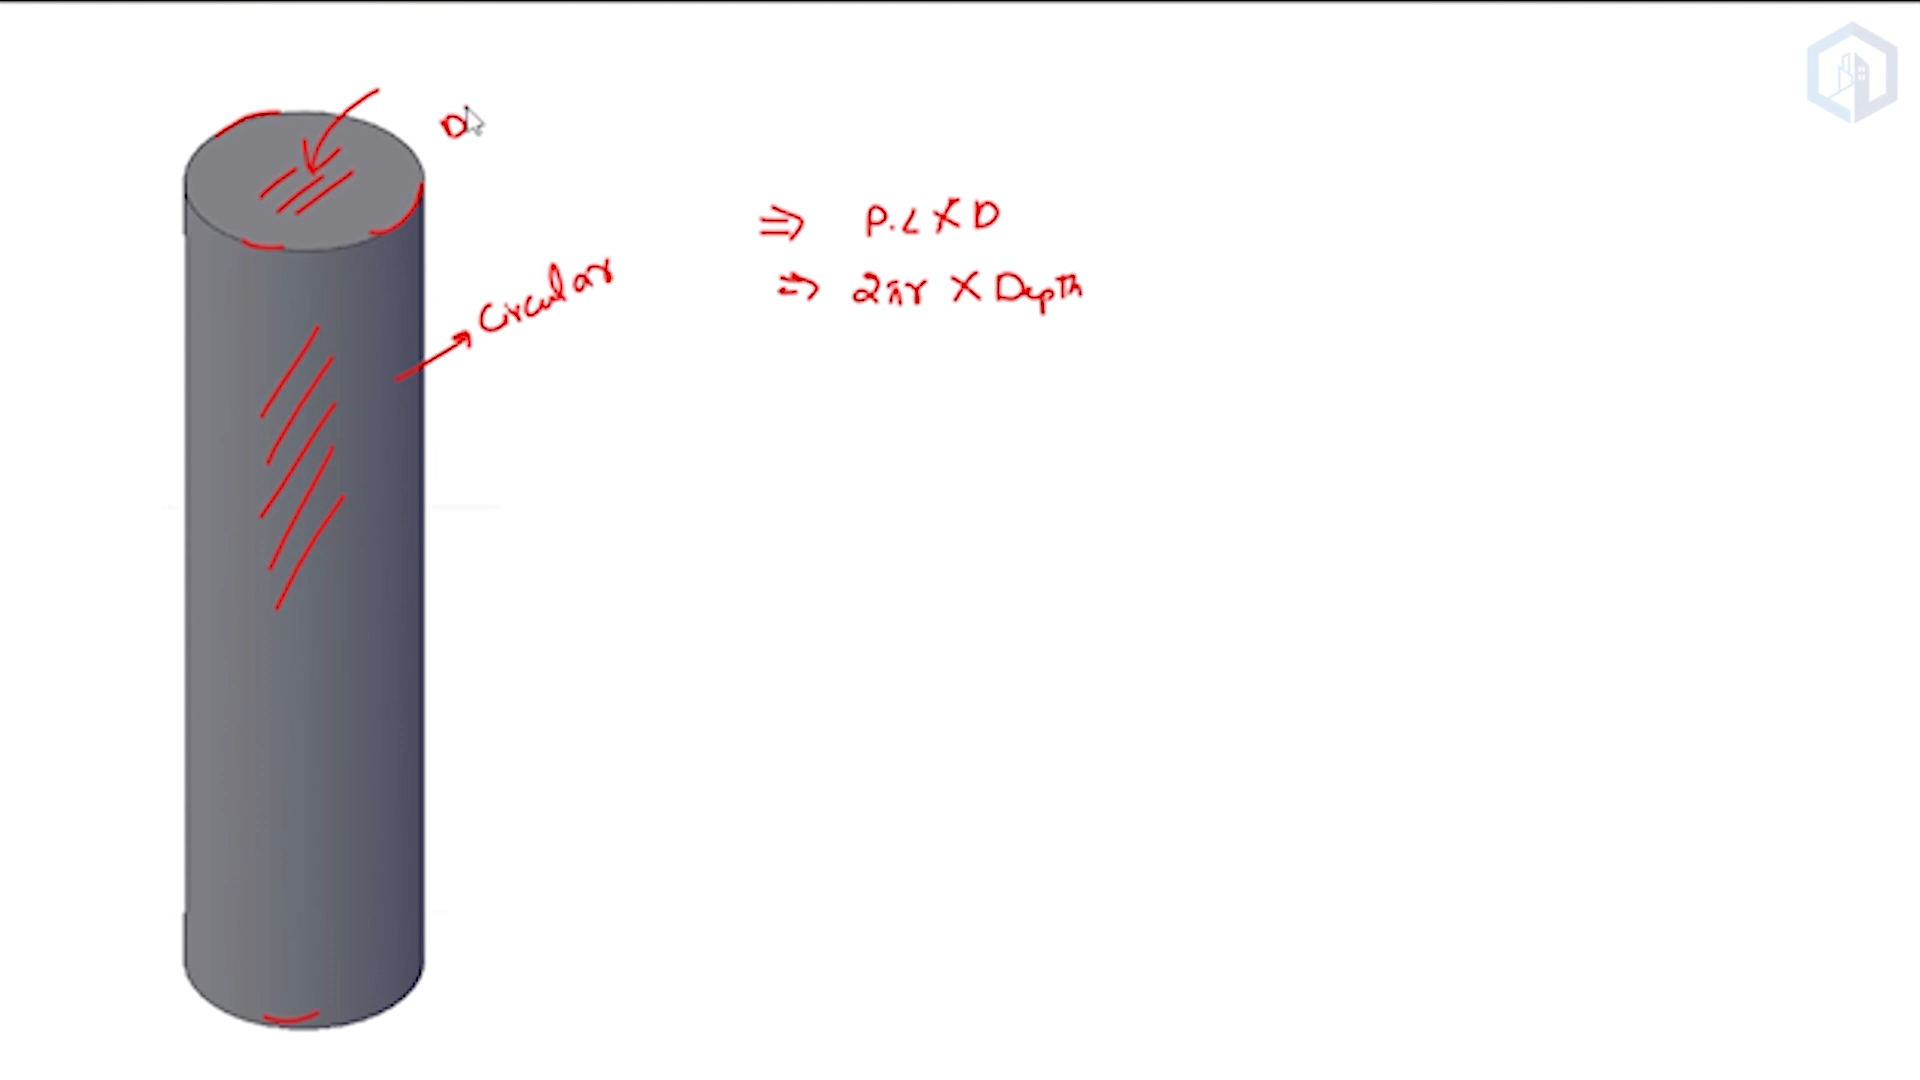 D
⇒ P.L X D
⇒ 2πr X Depth
Circular